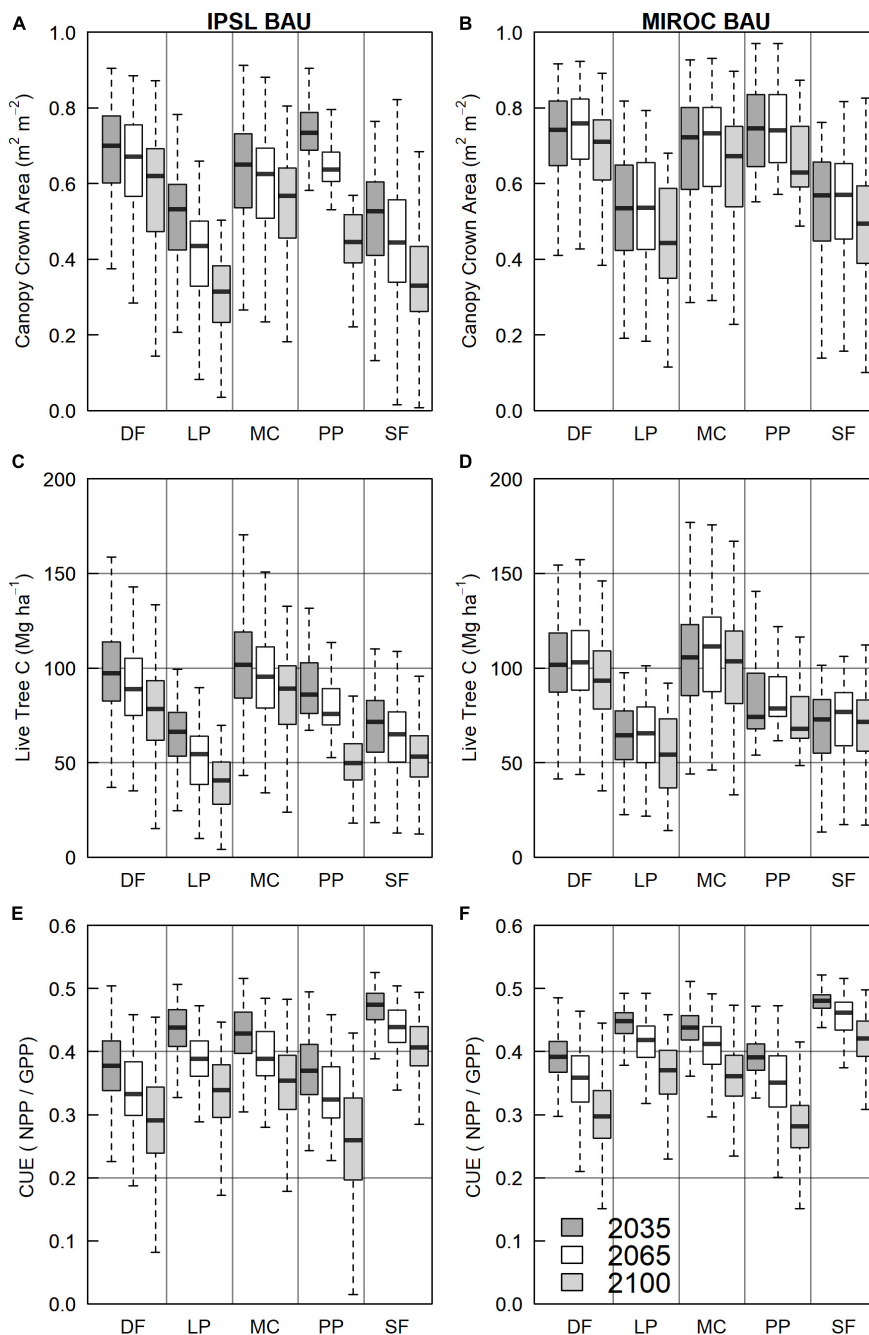 A
IPSL BAU
B
MIROC BAU
Canopy Crown Area (m² m⁻²)
1.0
0.8
0.6
0.4
0.2
0.0
DF LP MC PP SF
Canopy Crown Area (m² m⁻²)
1.0
0.8
0.6
0.4
0.2
0.0
DF LP MC PP SF
C
Live Tree C (Mg ha⁻¹)
200
150
100
50
0
DF LP MC PP SF
D
Live Tree C (Mg ha⁻¹)
200
150
100
50
0
DF LP MC PP SF
E
CUE ( NPP / GPP)
0.6
0.5
0.4
0.3
0.2
0.1
0.0
DF LP MC PP SF
F
CUE ( NPP / GPP)
0.6
0.5
0.4
0.3
0.2
0.1
0.0
2035
2065
2100
DF LP MC PP SF